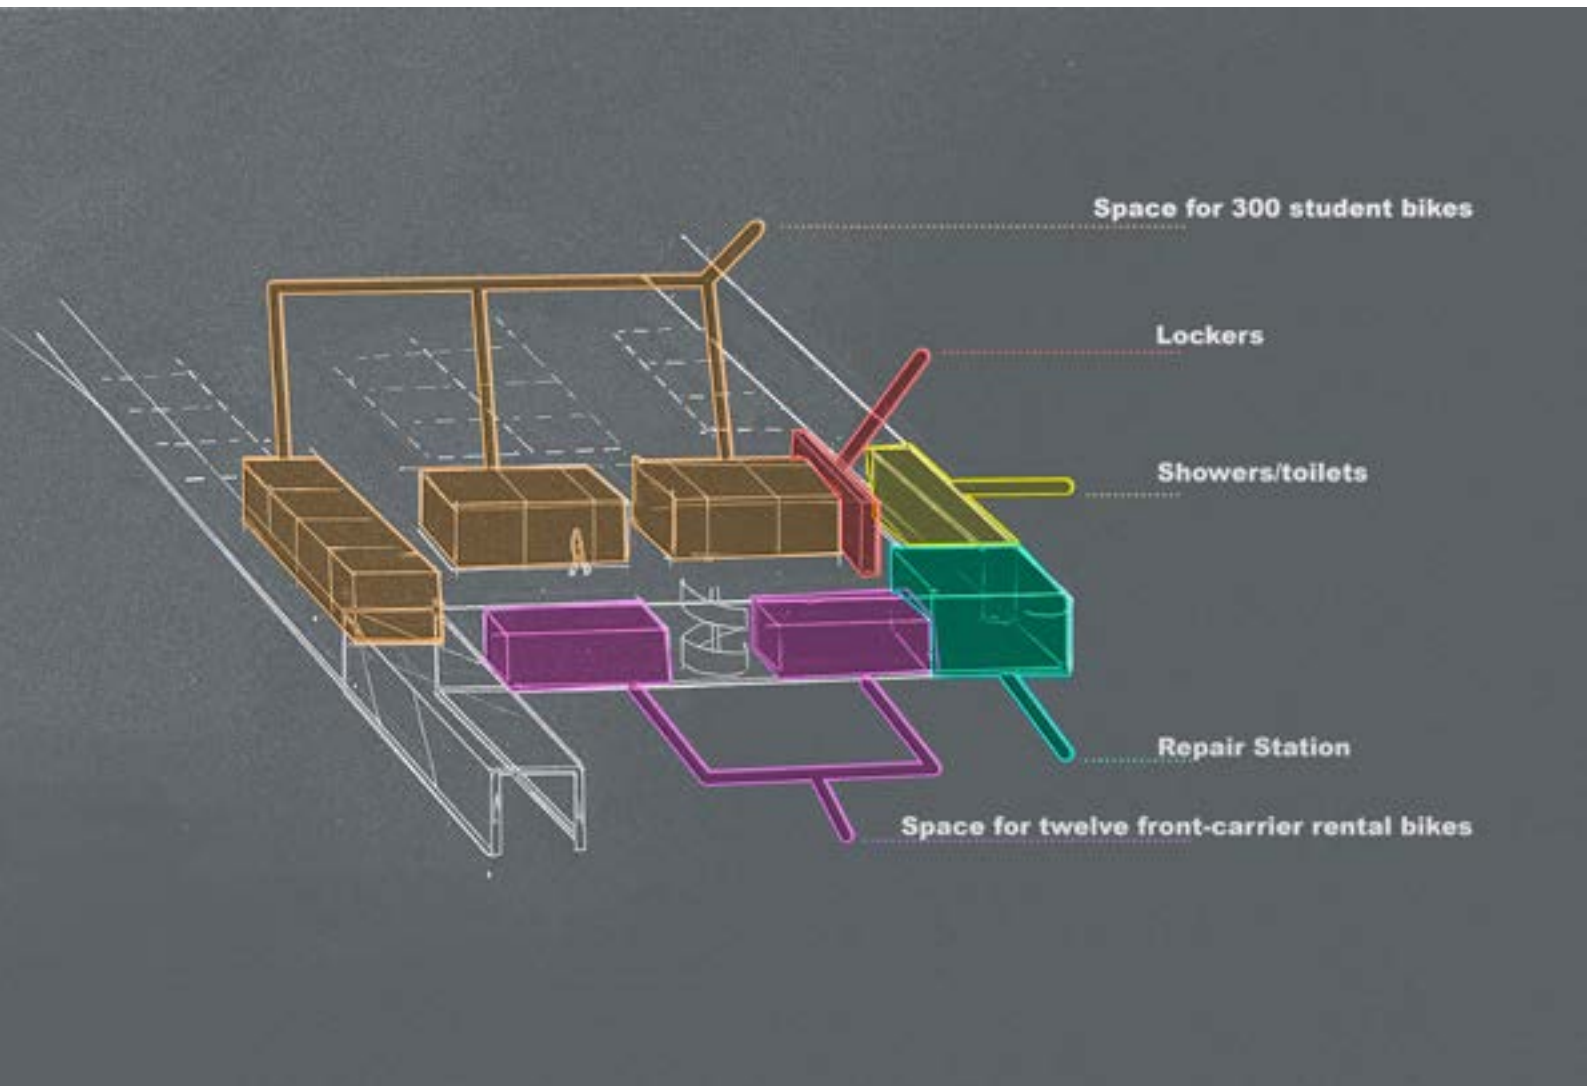 Space for 300 student bikes
Lockers
Showers/toilets
Repair Station
Space for twelve front-carrier rental bikes